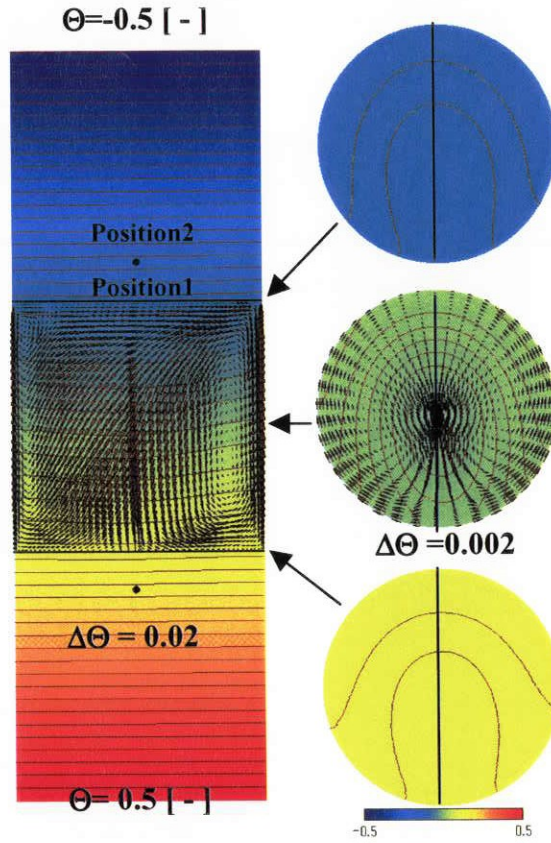 Θ=-0.5 [ - ]
Position2
Position1
ΔΘ =0.002
ΔΘ = 0.02
Θ= 0.5 [ - ]
-0.5 0.5